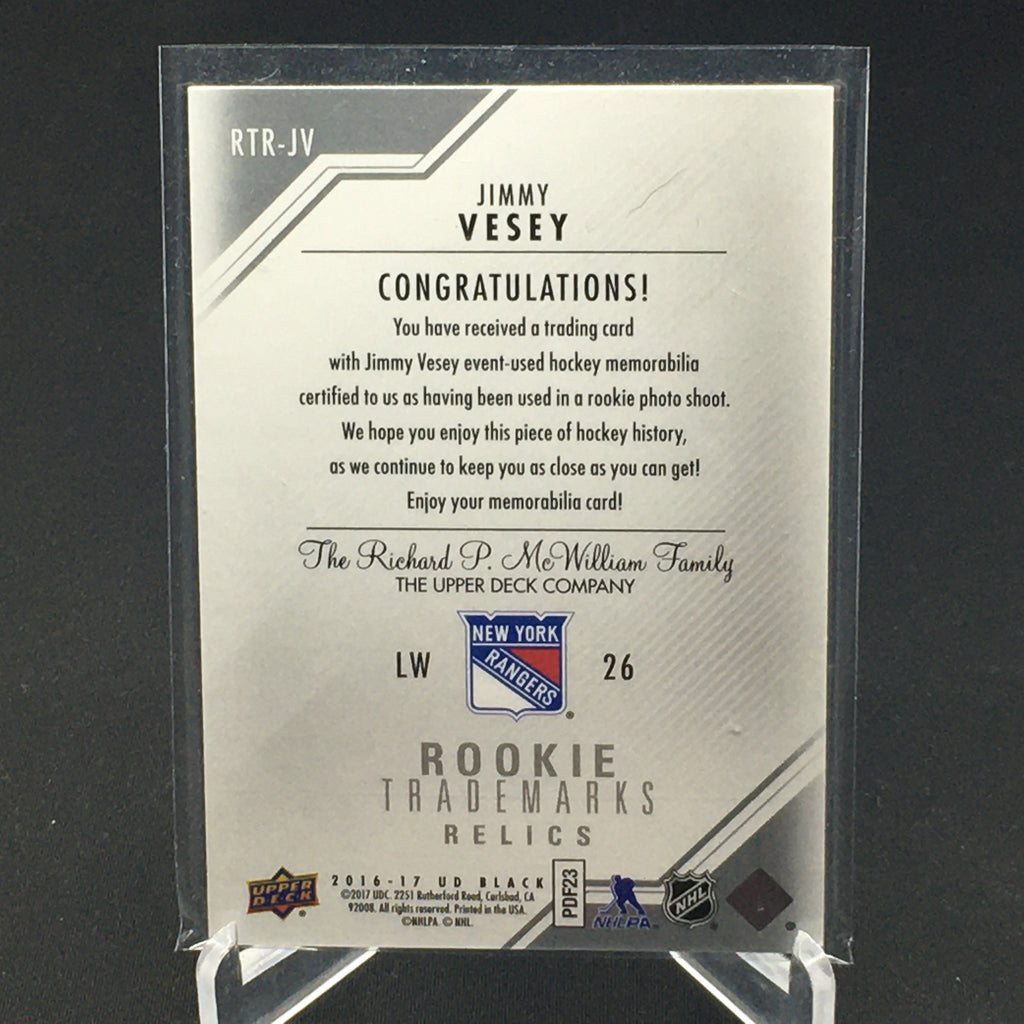 RTR-JV
JIMMY
VESEY
CONGRATULATIONS!
You have received a trading card
with Jimmy Vesey event-used hockey memorabilia
certified to us as having been used in a rookie photo shoot.
We hope you enjoy this piece of hockey history,
as we continue to keep you as close as you can get!
Enjoy your memorabilia card!
The Richard P. McWilliam Family
THE UPPER DECK COMPANY
NEW YORK
RANGERS
LW
26
ROOKIE
TRADEMARKS
RELICS
UPPER
DECK
2016-17 UD BLACK
©2017 UDC. 2251 Rutherford Road, Carlsbad, CA
92008. All rights reserved. Printed in the USA.
©NHLPA. ©NHL.
PDF23
NHLPA
NHL